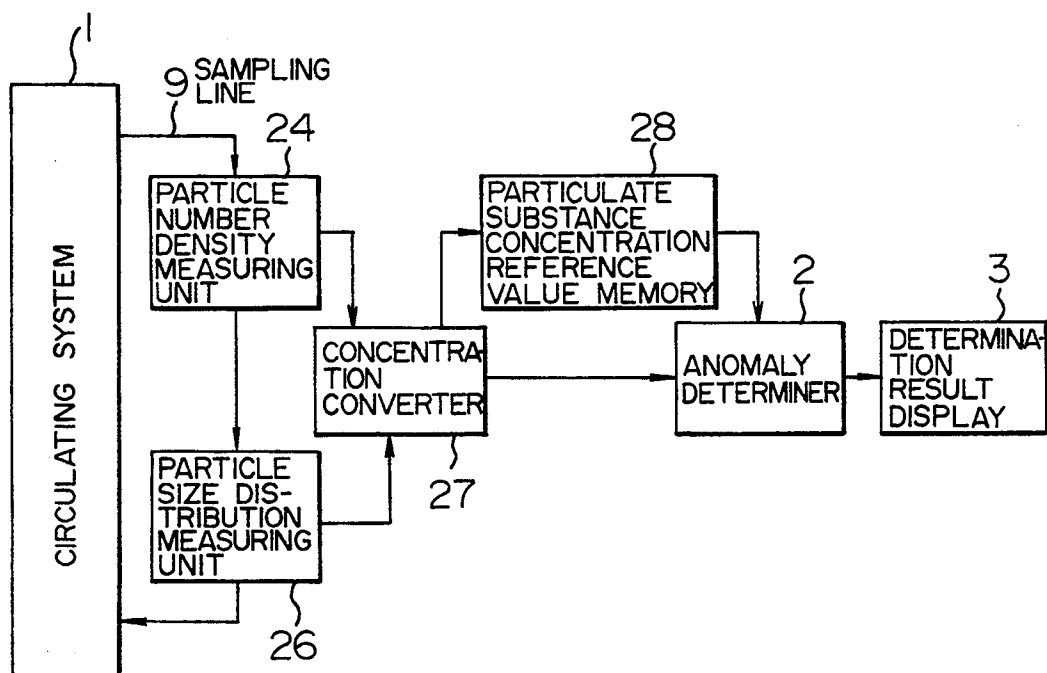 1
9 SAMPLING
LINE
24
28
PARTICLE
NUMBER
DENSITY
MEASURING
UNIT
PARTICULATE
SUBSTANCE
CONCENTRATION
REFERENCE
VALUE MEMORY
2
3
CIRCULATING SYSTEM
CONCENTRA-
TION
CONVERTER
ANOMALY
DETERMINER
DETERMINA-
TION
RESULT
DISPLAY
27
PARTICLE
SIZE DIS-
TRIBUTION
MEASURING
UNIT
26